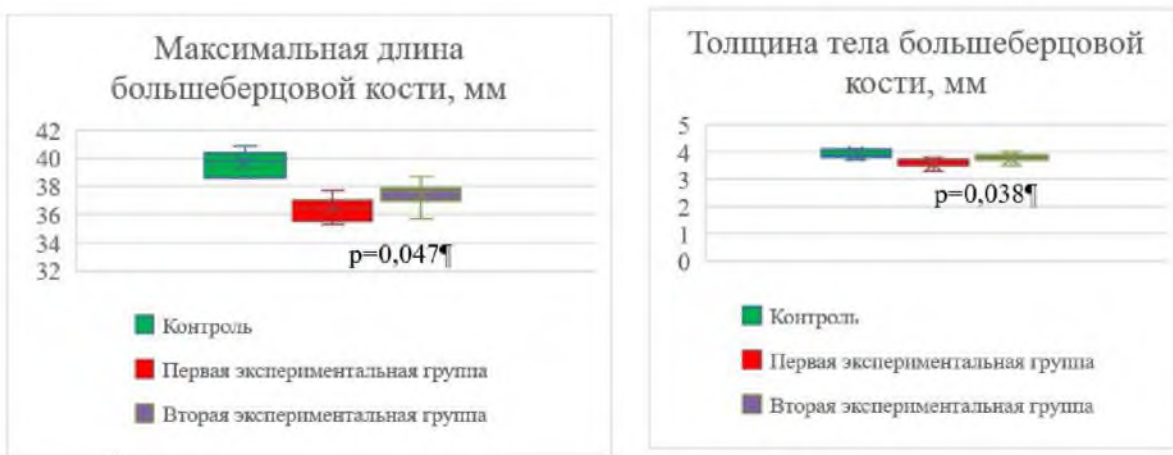 Максимальная длина
большеберцовой кости, мм
42
40
38
36
34
32
p=0,047¶
Контроль
Первая экспериментальная группа
Вторая экспериментальная группа
Толщина тела большеберцовой
кости, мм
5
4
3
2
1
0
p=0,038¶
Контроль
Первая экспериментальная группа
Вторая экспериментальная группа